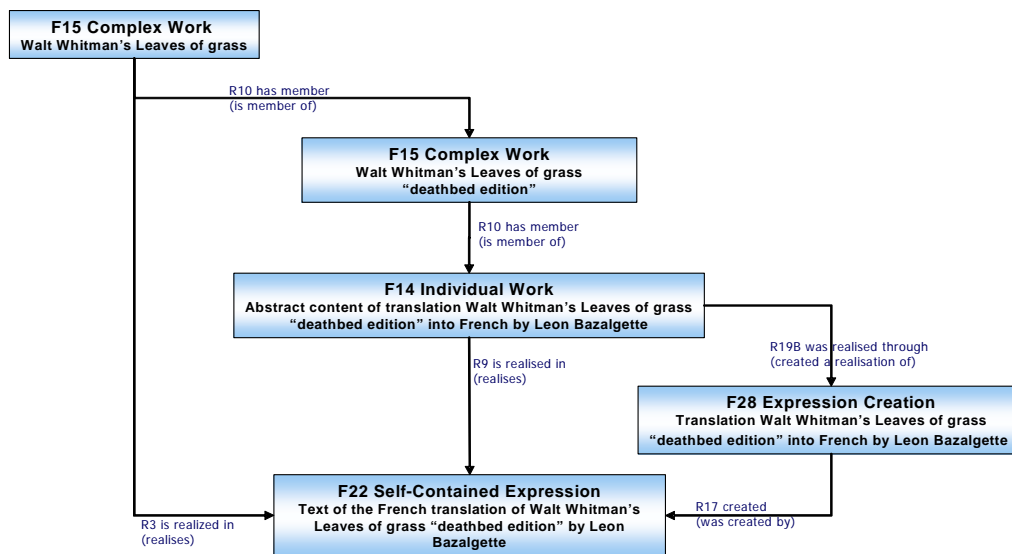 F15 Complex Work
Walt Whitman's Leaves of grass
R10 has member
(is member of)
F15 Complex Work
Walt Whitman's Leaves of grass
“deathbed edition”
R10 has member
(is member of)
F14 Individual Work
Abstract content of translation Walt Whitman's Leaves of grass
“deathbed edition” into French by Leon Bazalgette
R19B was realised through
(created a realisation of)
R9 is realised in
(realises)
F28 Expression Creation
Translation Walt Whitman's Leaves of grass
“deathbed edition” into French by Leon Bazalgette
F22 Self-Contained Expression
Text of the French translation of Walt Whitman's
Leaves of grass “deathbed edition” by Leon
Bazalgette
R17 created
(was created by)
R3 is realized in
(realises)